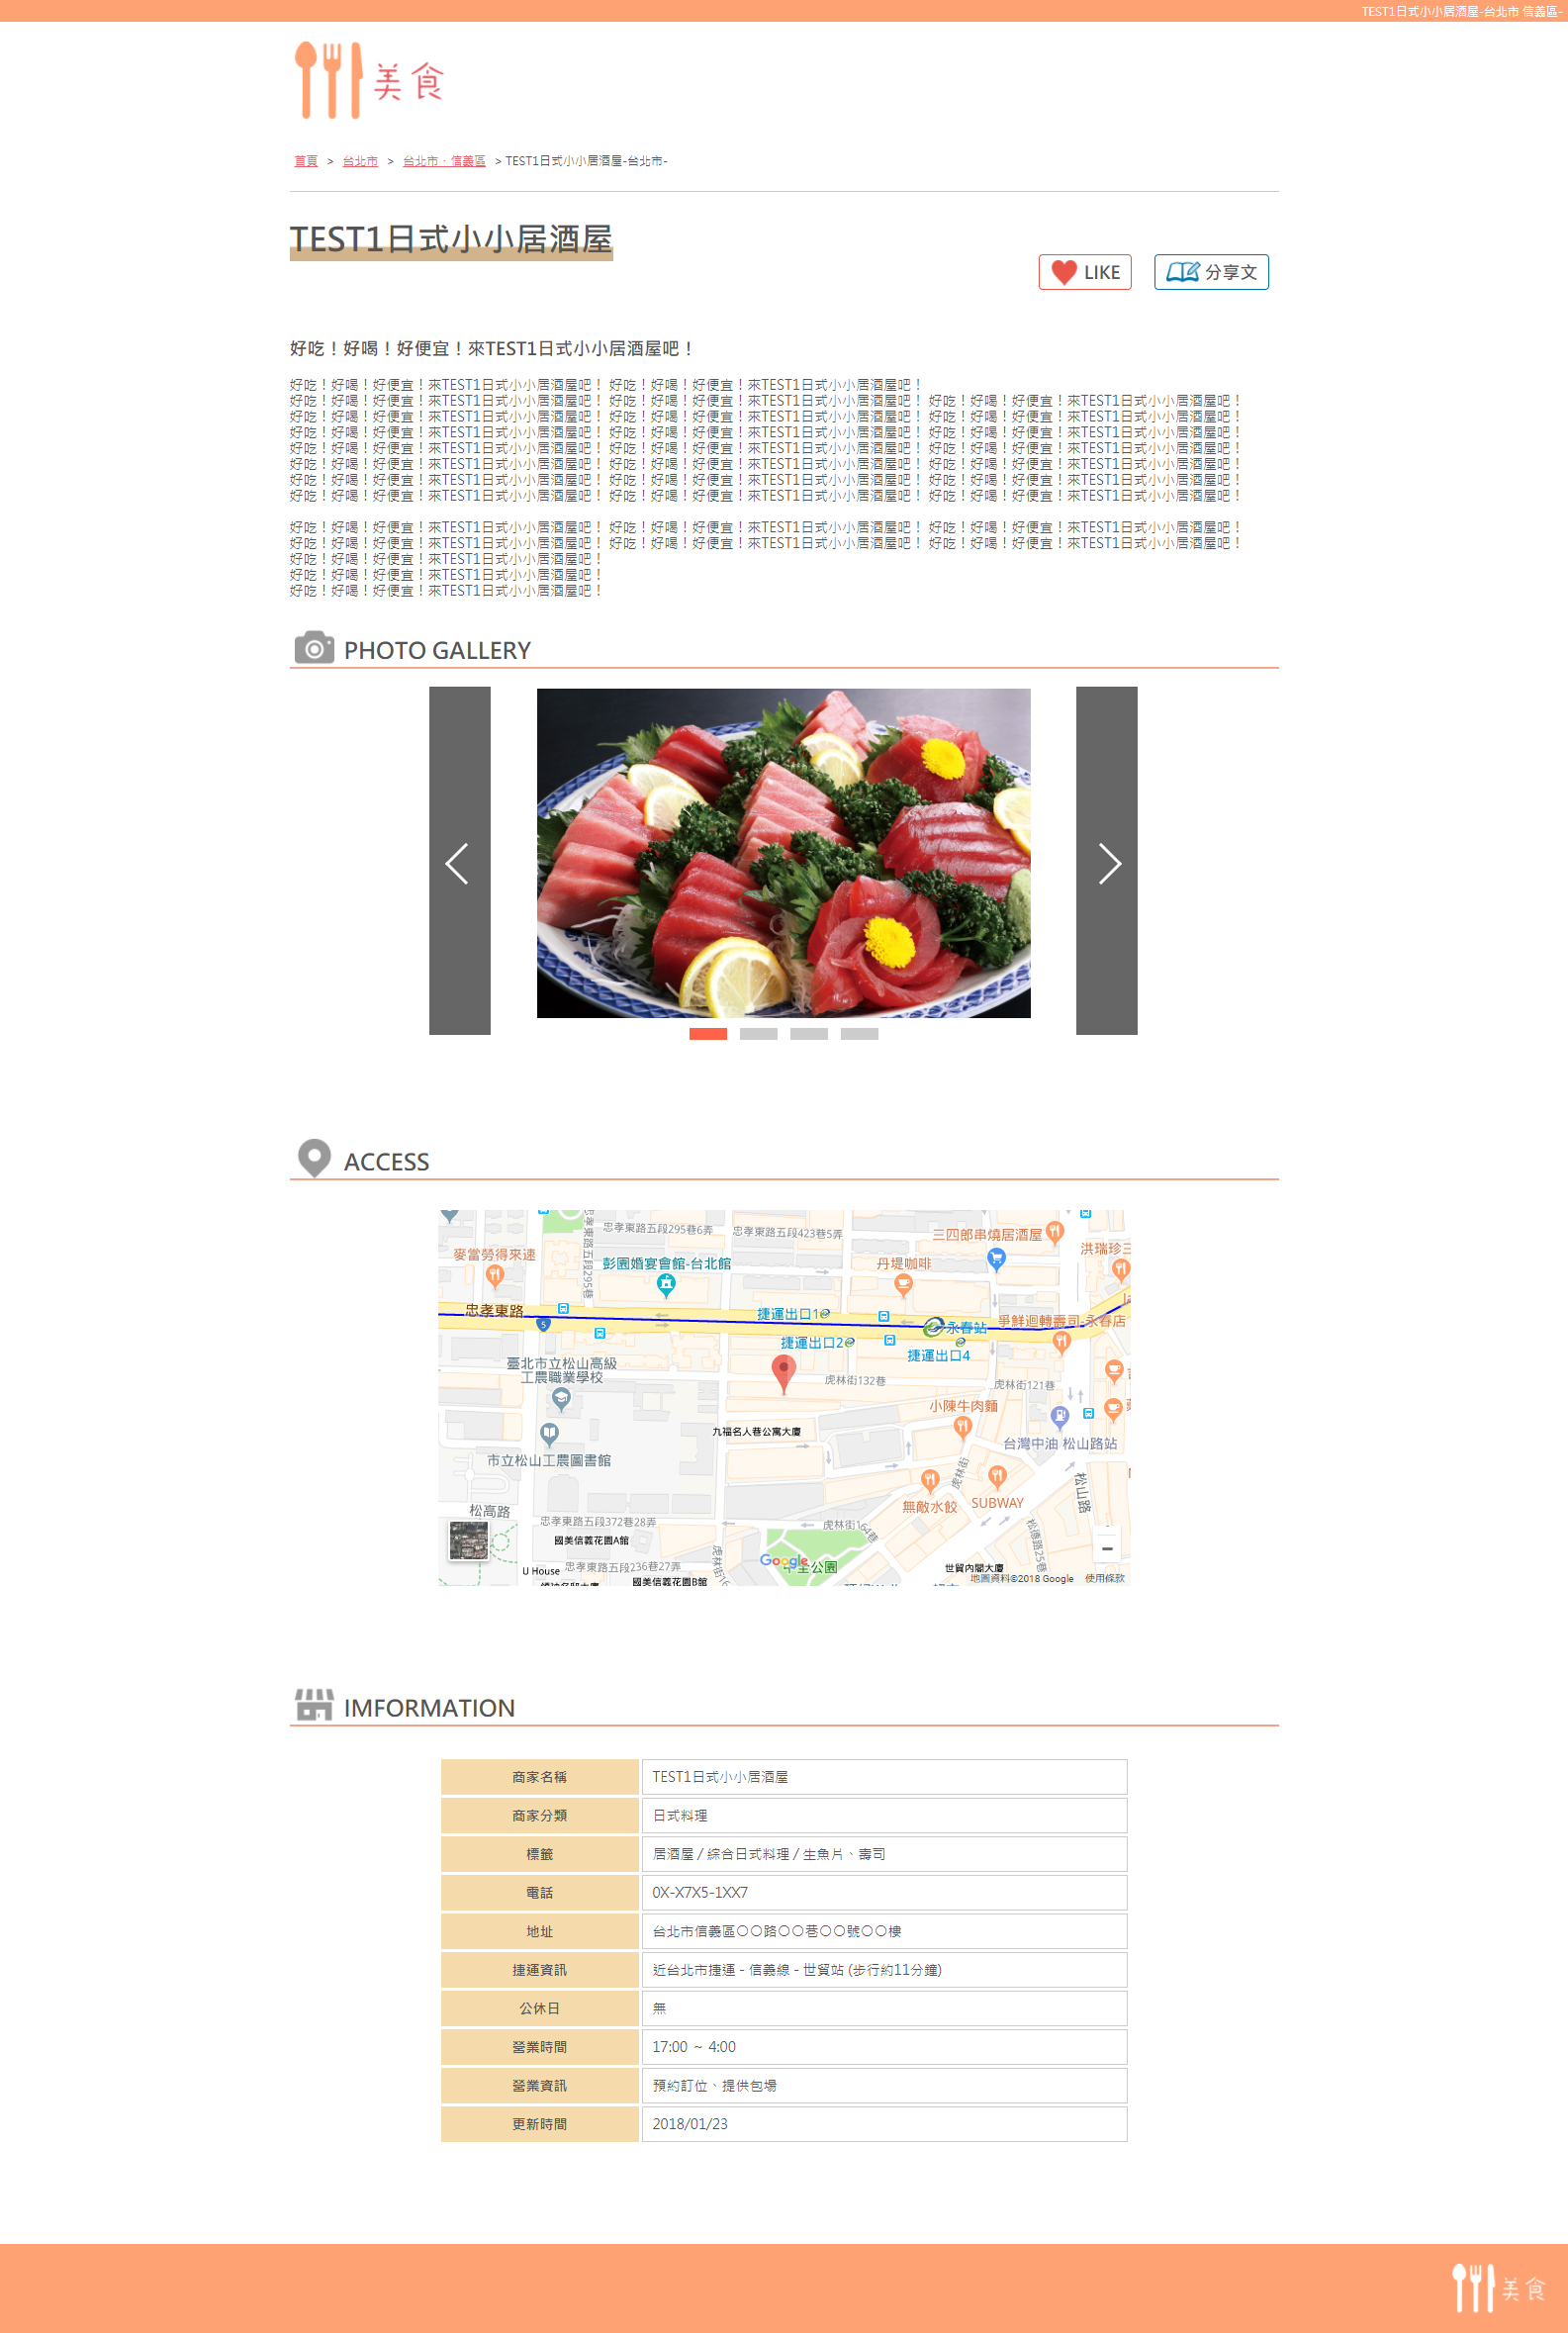 TEST1日式小小居酒屋-台北市 信義區-
美食
首頁 > 台北市 > 台北市‧信義區 > TEST1日式小小居酒屋-台北市-
TEST1日式小小居酒屋
LIKE 分享文
好吃！好喝！好便宜！來TEST1日式小小居酒屋吧！
好吃！好喝！好便宜！來TEST1日式小小居酒屋吧！ 好吃！好喝！好便宜！來TEST1日式小小居酒屋吧！
好吃！好喝！好便宜！來TEST1日式小小居酒屋吧！ 好吃！好喝！好便宜！來TEST1日式小小居酒屋吧！ 好吃！好喝！好便宜！來TEST1日式小小居酒屋吧！
好吃！好喝！好便宜！來TEST1日式小小居酒屋吧！ 好吃！好喝！好便宜！來TEST1日式小小居酒屋吧！ 好吃！好喝！好便宜！來TEST1日式小小居酒屋吧！
好吃！好喝！好便宜！來TEST1日式小小居酒屋吧！ 好吃！好喝！好便宜！來TEST1日式小小居酒屋吧！ 好吃！好喝！好便宜！來TEST1日式小小居酒屋吧！
好吃！好喝！好便宜！來TEST1日式小小居酒屋吧！ 好吃！好喝！好便宜！來TEST1日式小小居酒屋吧！ 好吃！好喝！好便宜！來TEST1日式小小居酒屋吧！
好吃！好喝！好便宜！來TEST1日式小小居酒屋吧！ 好吃！好喝！好便宜！來TEST1日式小小居酒屋吧！ 好吃！好喝！好便宜！來TEST1日式小小居酒屋吧！
好吃！好喝！好便宜！來TEST1日式小小居酒屋吧！ 好吃！好喝！好便宜！來TEST1日式小小居酒屋吧！ 好吃！好喝！好便宜！來TEST1日式小小居酒屋吧！
好吃！好喝！好便宜！來TEST1日式小小居酒屋吧！ 好吃！好喝！好便宜！來TEST1日式小小居酒屋吧！ 好吃！好喝！好便宜！來TEST1日式小小居酒屋吧！
好吃！好喝！好便宜！來TEST1日式小小居酒屋吧！ 好吃！好喝！好便宜！來TEST1日式小小居酒屋吧！ 好吃！好喝！好便宜！來TEST1日式小小居酒屋吧！
好吃！好喝！好便宜！來TEST1日式小小居酒屋吧！ 好吃！好喝！好便宜！來TEST1日式小小居酒屋吧！ 好吃！好喝！好便宜！來TEST1日式小小居酒屋吧！
好吃！好喝！好便宜！來TEST1日式小小居酒屋吧！
好吃！好喝！好便宜！來TEST1日式小小居酒屋吧！
好吃！好喝！好便宜！來TEST1日式小小居酒屋吧！
PHOTO GALLERY
ACCESS
忠孝東路五段295巷6弄
忠孝東路五段423巷5弄
三四郎串燒居酒屋
忠孝東路五段295巷
麥當勞得來速
彭園婚宴會館-台北館
丹堤咖啡
洪瑞珍三
忠孝東路
5
捷運出口1
永春站
爭鮮迴轉壽司-永春店
捷運出口2
捷運出口4
臺北市立松山高級
工農職業學校
虎林街132巷
虎林街121巷
小陳牛肉麵
九福名人巷公寓大廈
台灣中油 松山路站
市立松山工農圖書館
虎林街
無敵水餃
SUBWAY
松山路
松高路
忠孝東路五段372巷28弄
虎林街164巷
國美信義花園A館
松德路25巷
Google
中全公園
U House
忠孝東路五段236巷27弄
世貿內閣大廈
國美信義花園B館
虎林街16
地圖資料©2018 Google 使用條款
IMFORMATION
商家名稱 TEST1日式小小居酒屋
商家分類 日式料理
標籤 居酒屋 / 綜合日式料理 / 生魚片、壽司
電話 0X-X7X5-1XX7
地址 台北市信義區〇〇路〇〇巷〇〇號〇〇樓
捷運資訊 近台北市捷運 - 信義線 - 世貿站 (步行約11分鐘)
公休日 無
營業時間 17:00 ~ 4:00
營業資訊 預約訂位、提供包場
更新時間 2018/01/23
美食